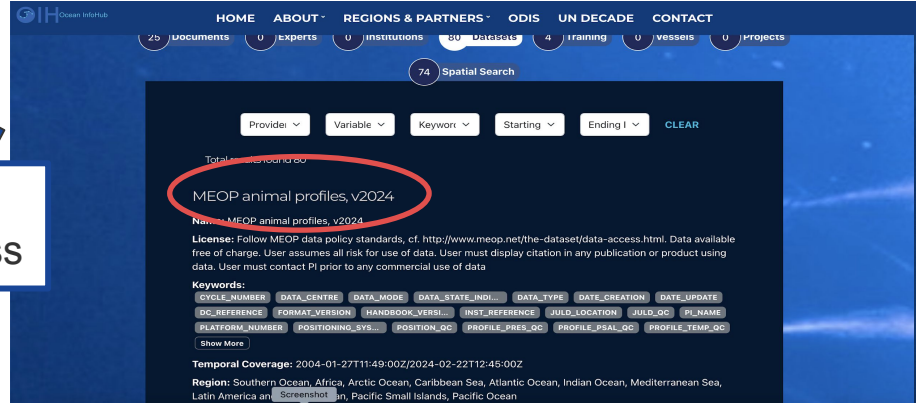 OIH Ocean InfoHub HOME ABOUT REGIONS & PARTNERS ODIS UN DECADE CONTACT
25 Documents 0 Experts 0 Institutions 80 Datasets 4 Training 0 Vessels 0 Projects
74 Spatial Search
Provider Variable Keyword Starting Ending I CLEAR
Total results found 80
MEOP animal profiles, v2024
Name: MEOP animal profiles, v2024
License: Follow MEOP data policy standards, cf. http://www.meop.net/the-dataset/data-access.html. Data available
free of charge. User assumes all risk for use of data. User must display citation in any publication or product using
data. User must contact PI prior to any commercial use of data
ss
Keywords:
CYCLE_NUMBER DATA_CENTRE DATA_MODE DATA_STATE_INDI... DATA_TYPE DATE_CREATION DATE_UPDATE
DC_REFERENCE FORMAT_VERSION HANDBOOK_VERSI... INST_REFERENCE JULD_LOCATION JULD_QC PI_NAME
PLATFORM_NUMBER POSITIONING_SYS... POSITION_QC PROFILE_PRES_QC PROFILE_PSAL_QC PROFILE_TEMP_QC
Show More
Temporal Coverage: 2004-01-27T11:49:00Z/2024-02-22T12:45:00Z
Region: Southern Ocean, Africa, Arctic Ocean, Caribbean Sea, Atlantic Ocean, Indian Ocean, Mediterranean Sea,
Latin America an Screenshot an, Pacific Small Islands, Pacific Ocean